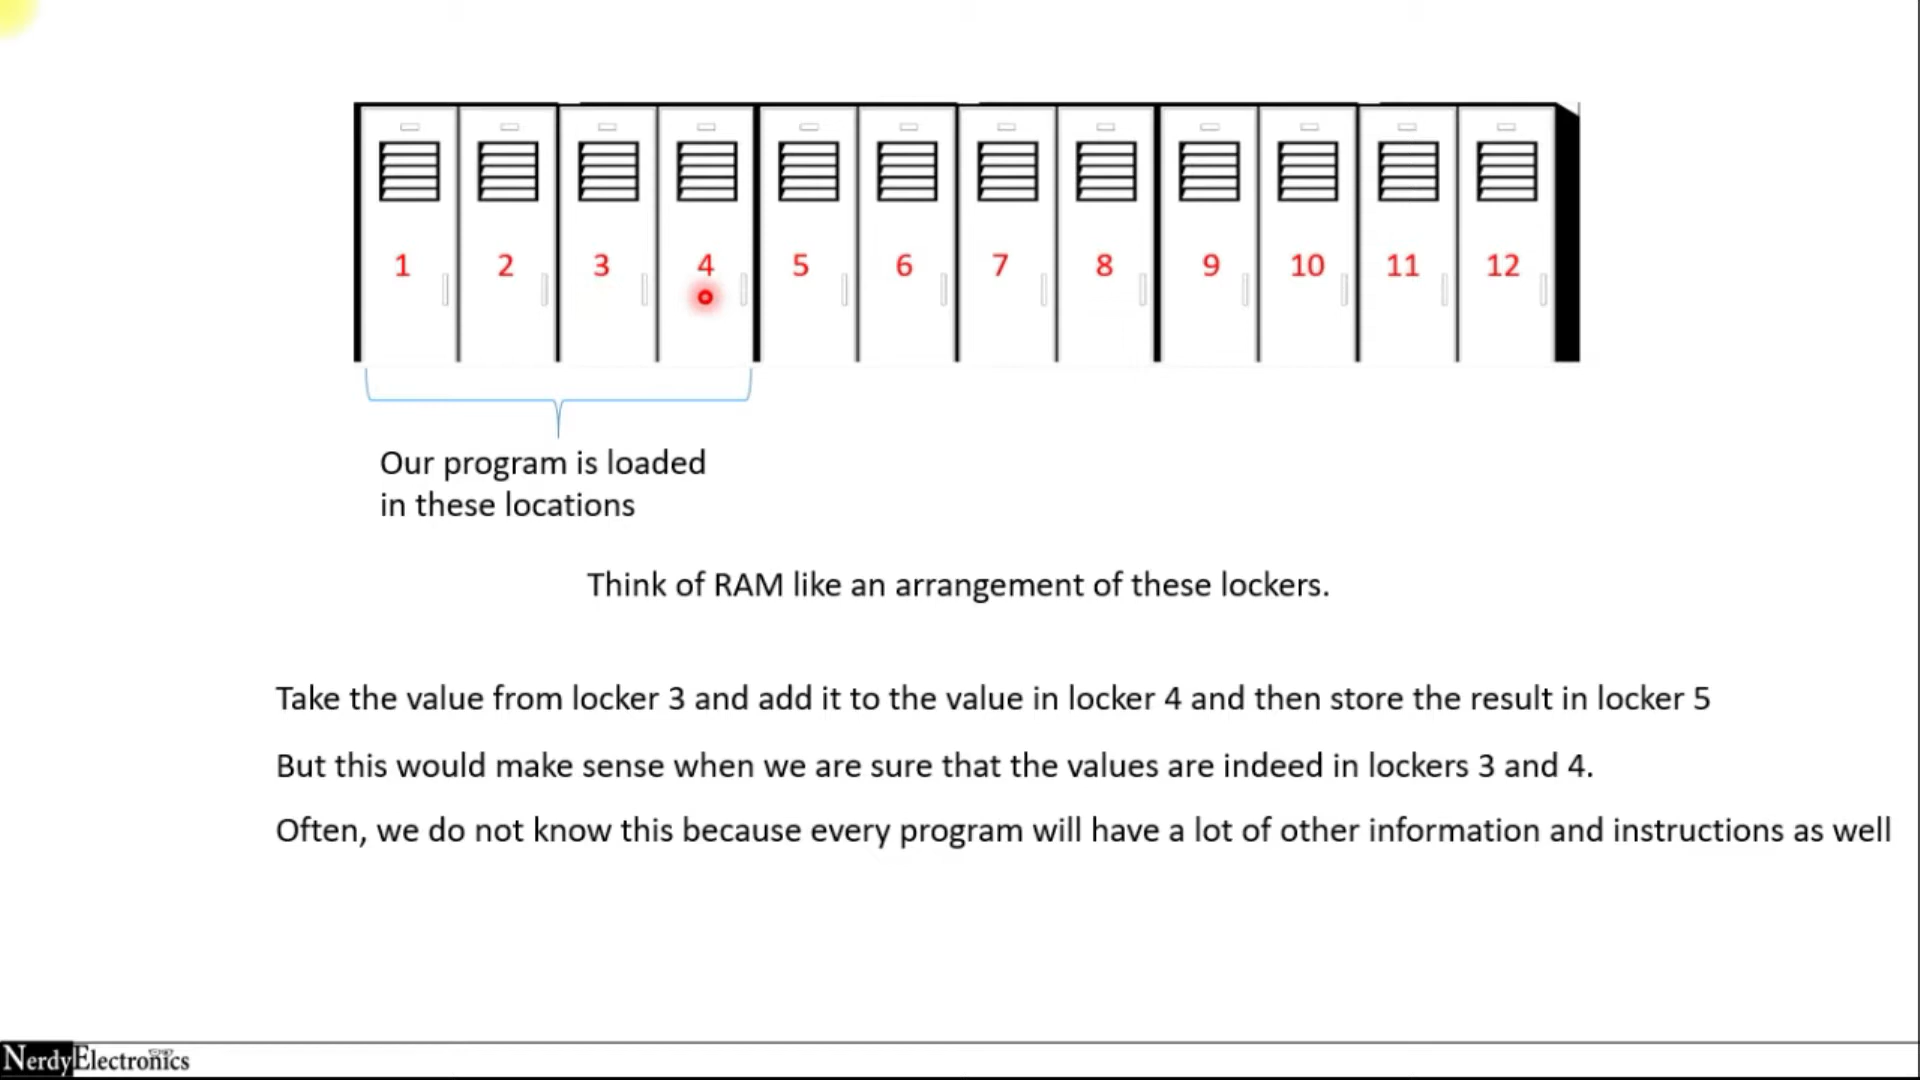 1 2 3 4 5 6 7 8 9 10 11 12
Our program is loaded
in these locations
Think of RAM like an arrangement of these lockers.
Take the value from locker 3 and add it to the value in locker 4 and then store the result in locker 5
But this would make sense when we are sure that the values are indeed in lockers 3 and 4.
Often, we do not know this because every program will have a lot of other information and instructions as well
NerdyElectronics